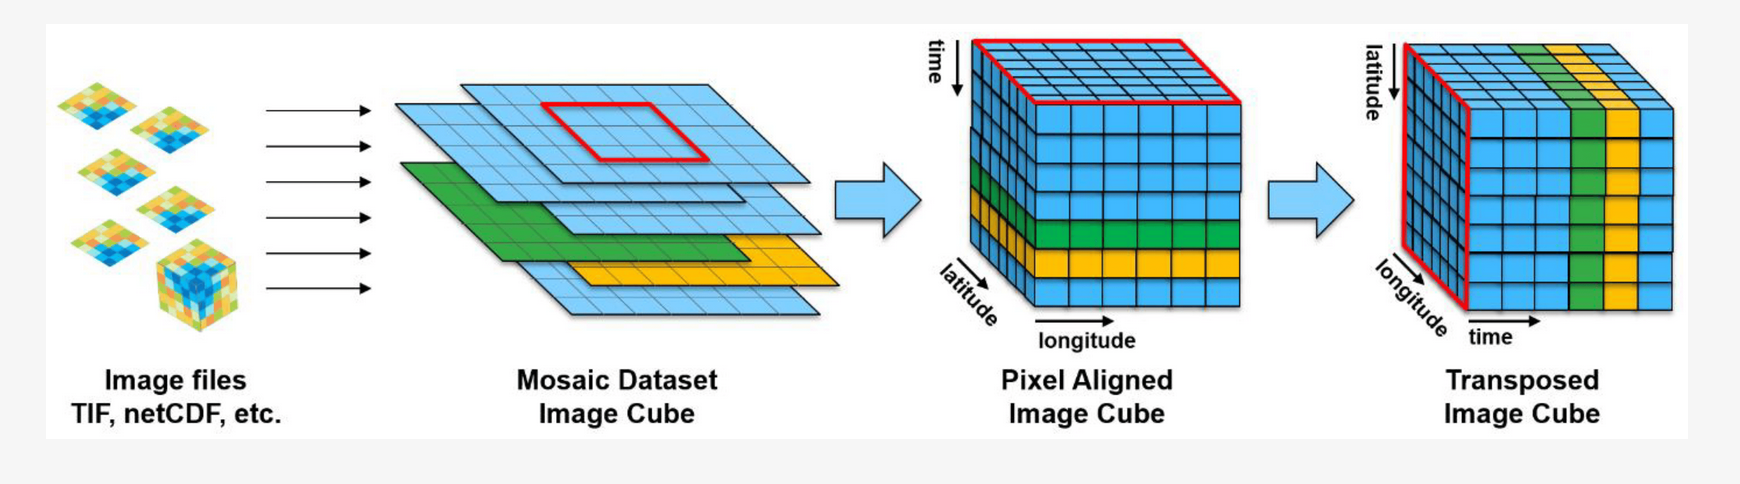 time
latitude
longitude
latitude
longitude
time
Image files
TIF, netCDF, etc.
Mosaic Dataset
Image Cube
Pixel Aligned
Image Cube
Transposed
Image Cube